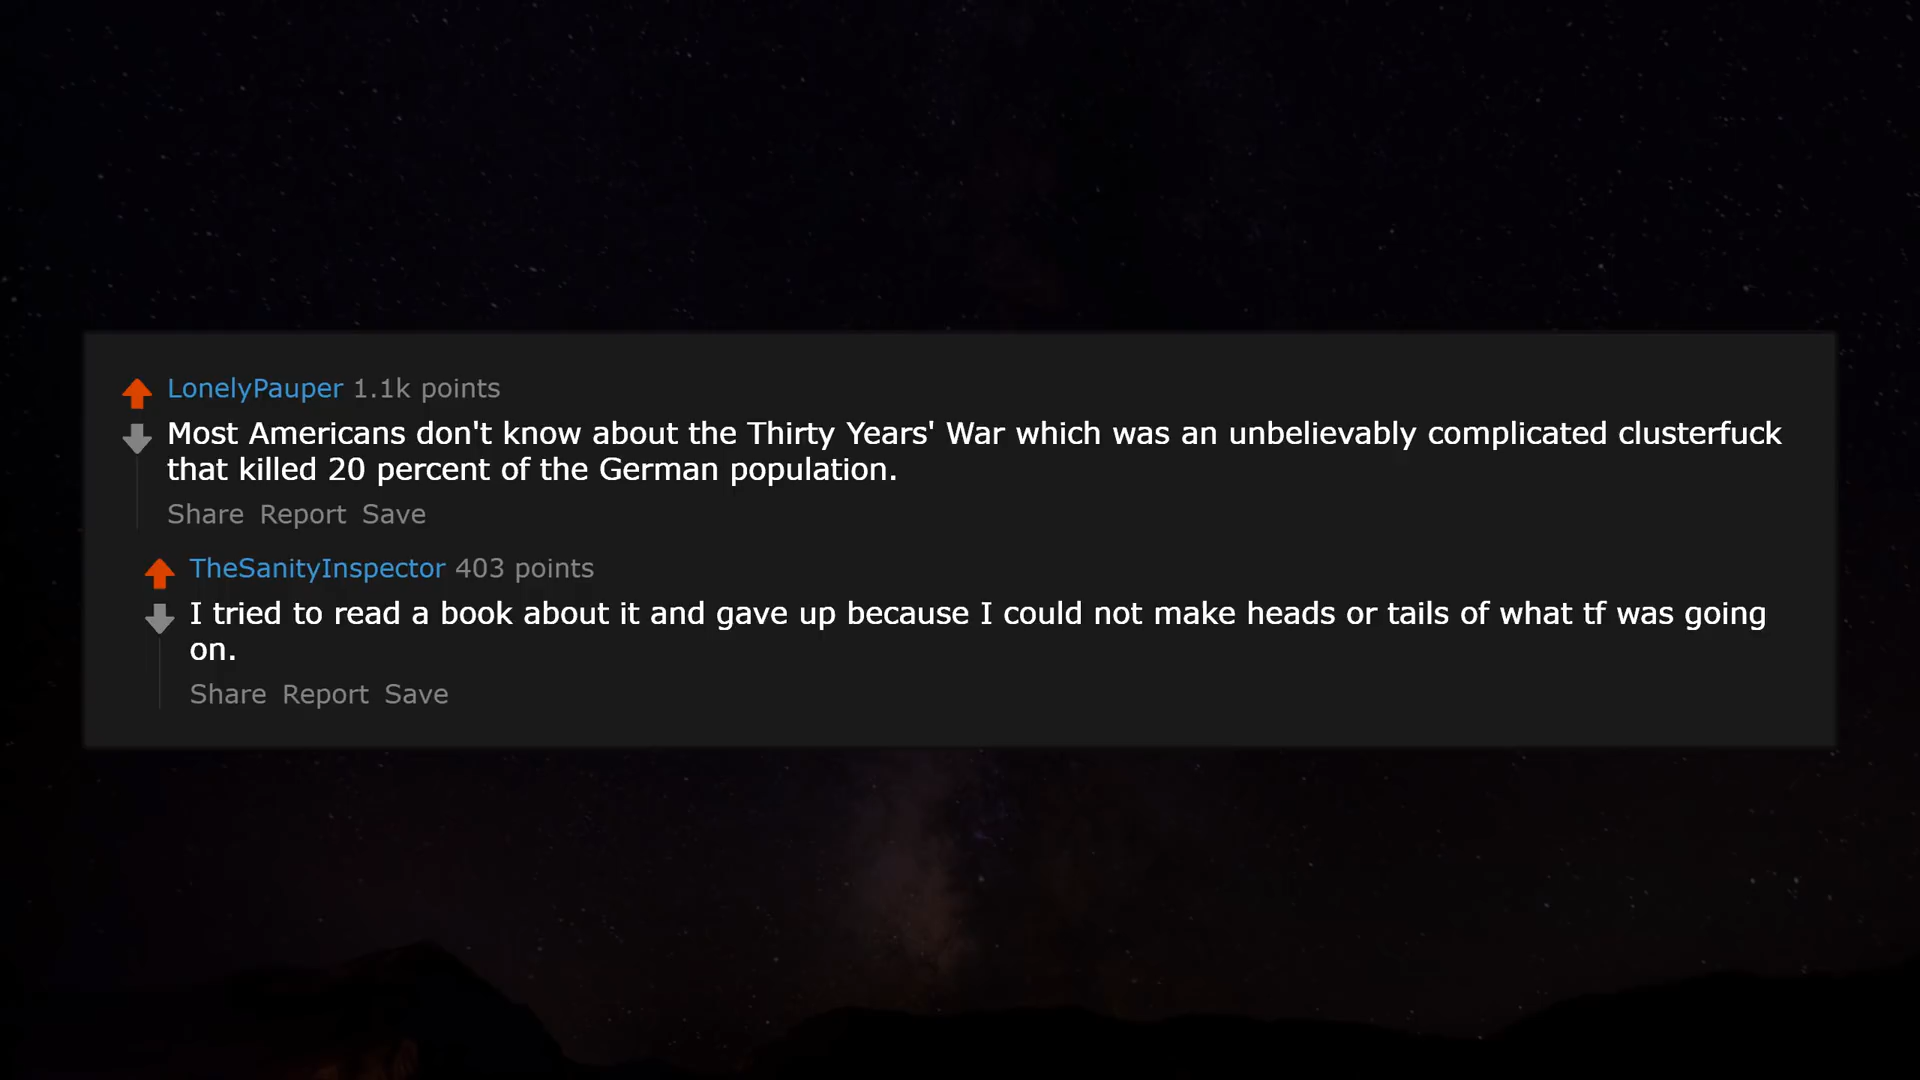 LonelyPauper 1.1k points
Most Americans don't know about the Thirty Years' War which was an unbelievably complicated clusterfuck
that killed 20 percent of the German population.
Share Report Save
TheSanityInspector 403 points
I tried to read a book about it and gave up because I could not make heads or tails of what tf was going
on.
Share Report Save